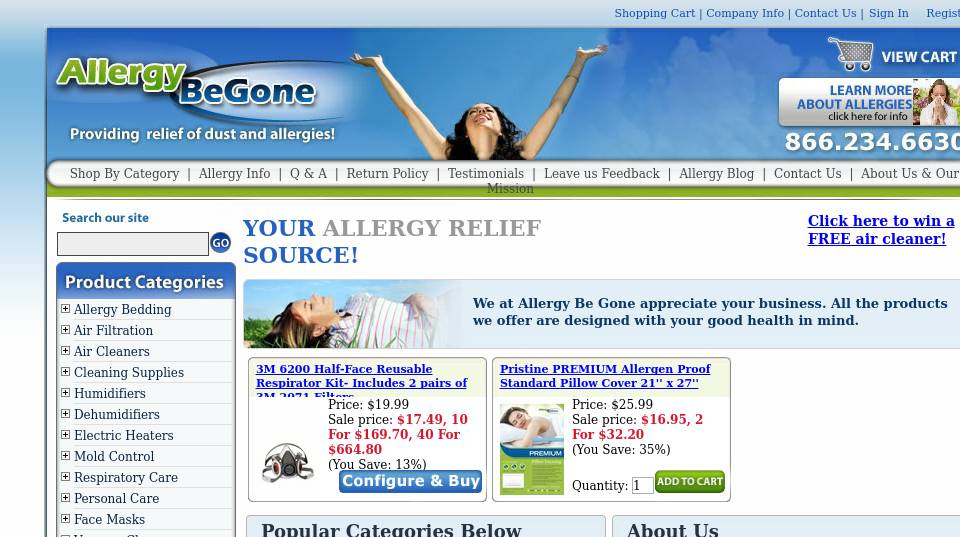 Shopping Cart | Company Info | Contact Us | Sign In Regist
Allergy
BeGone
Providing relief of dust and allergies!
VIEW CART
LEARN MORE
ABOUT ALLERGIES
click here for info
866.234.6630
Shop By Category | Allergy Info | Q & A | Return Policy | Testimonials | Leave us Feedback | Allergy Blog | Contact Us | About Us & Our
Mission
Search our site
GO
YOUR ALLERGY RELIEF
SOURCE!
Click here to win a
FREE air cleaner!
Product Categories
Allergy Bedding
Air Filtration
Air Cleaners
Cleaning Supplies
Humidifiers
Dehumidifiers
Electric Heaters
Mold Control
Respiratory Care
Personal Care
Face Masks
We at Allergy Be Gone appreciate your business. All the products
we offer are designed with your good health in mind.
3M 6200 Half-Face Reusable
Respirator Kit- Includes 2 pairs of
3M 2071 Filters
Price: $19.99
Sale price: $17.49, 10
For $169.70, 40 For
$664.80
(You Save: 13%)
Configure & Buy
Pristine PREMIUM Allergen Proof
Standard Pillow Cover 21'' x 27''
PREMIUM
Price: $25.99
Sale price: $16.95, 2
For $32.20
(You Save: 35%)
Quantity: 1
ADD TO CART
Popular Categories Below
About Us